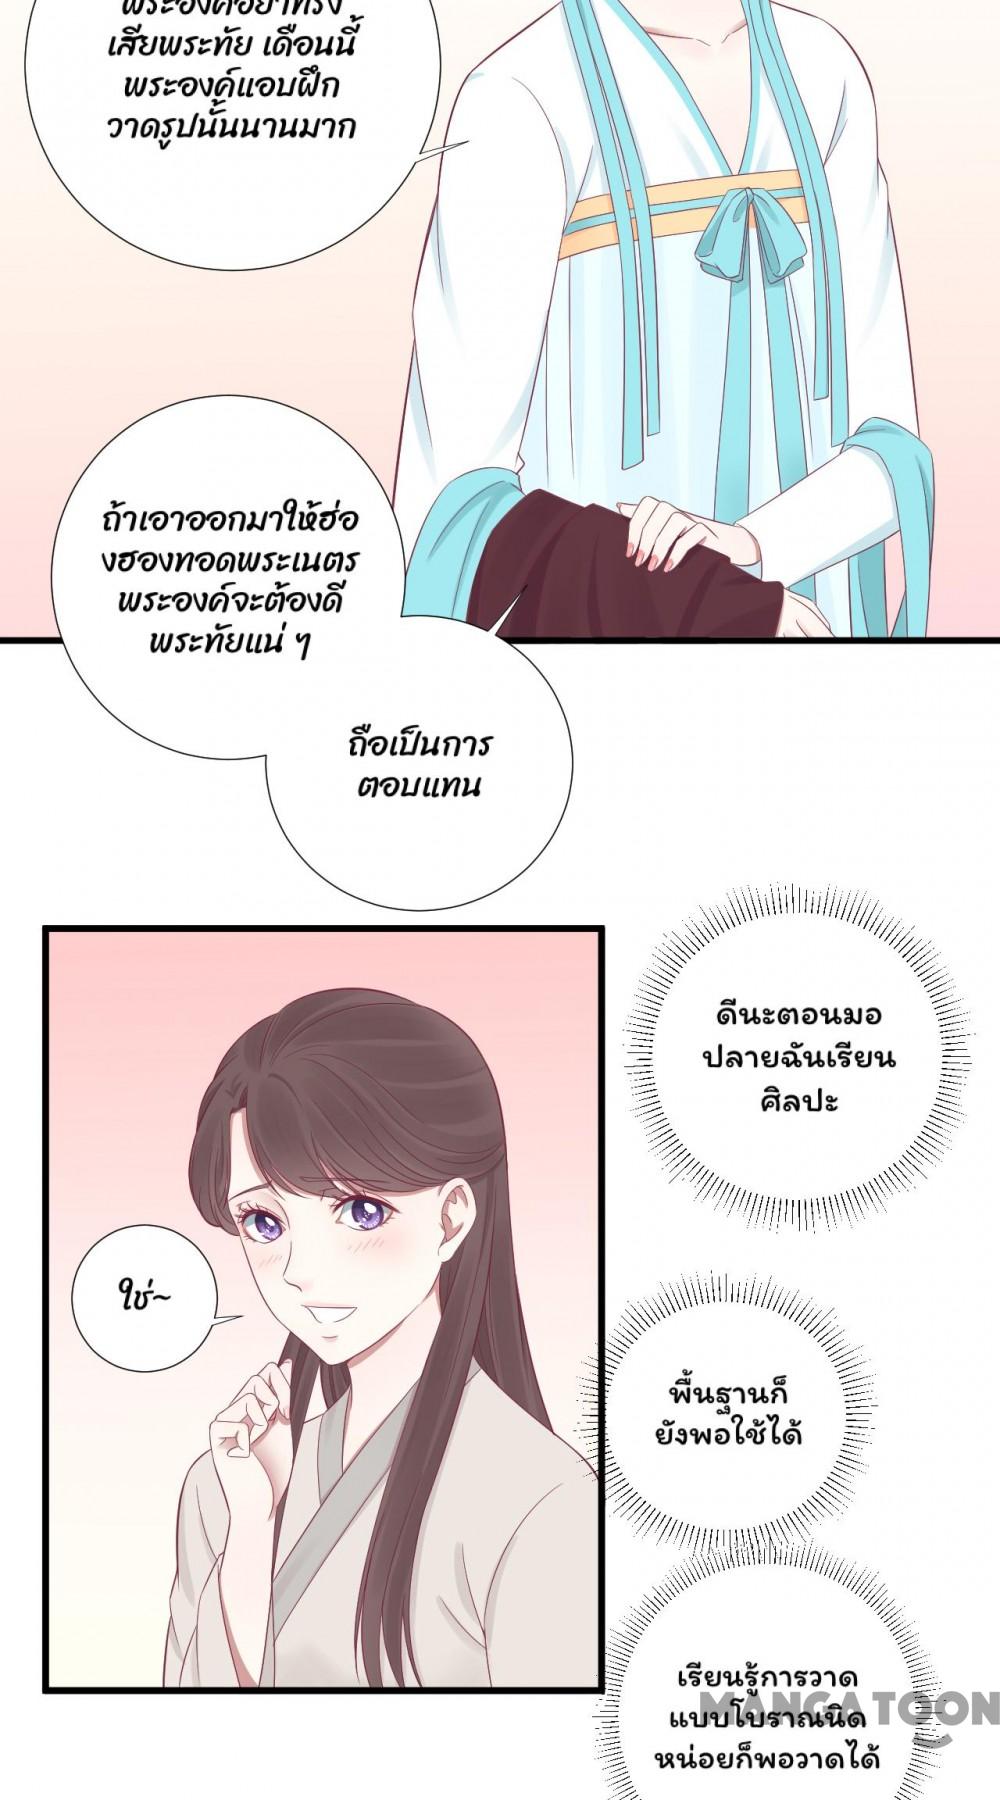 พระองค์อย่าทรง
เสียพระทัย เดือนนี้
พระองค์แอบฝึก
วาดรูปนั้นนานมาก
ถ้าเอาออกมาให้ฮ่อ
งฮองทอดพระเนตร
พระองค์จะต้องดี
พระทัยแน่ ๆ
ถือเป็นการ
ตอบแทน
ดีนะตอนมอ
ปลายฉันเรียน
ศิลปะ
ใช่~
พื้นฐานก็
ยังพอใช้ได้
เรียนรู้การวาด
แบบโบราณนิด
หน่อยก็พอวาดได้
MANGATOON